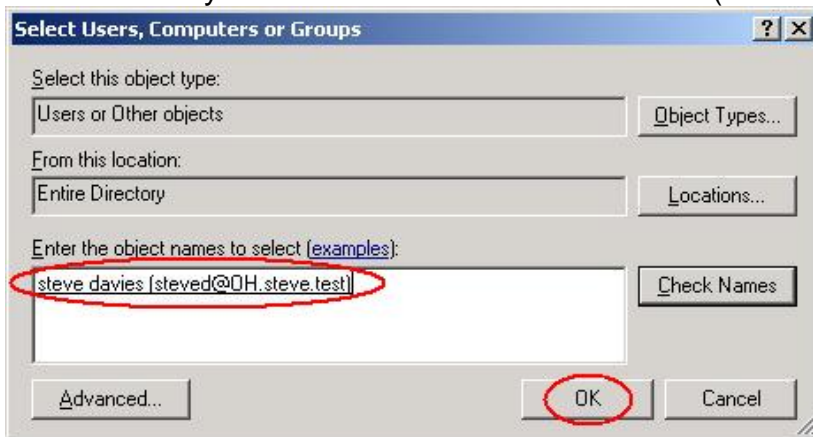 Select Users, Computers or Groups
Select this object type:
Users or Other objects
Object Types...
From this location:
Entire Directory
Locations...
Enter the object names to select (examples):
steve davies (steved@OH.steve.test)
Check Names
Advanced...
OK
Cancel